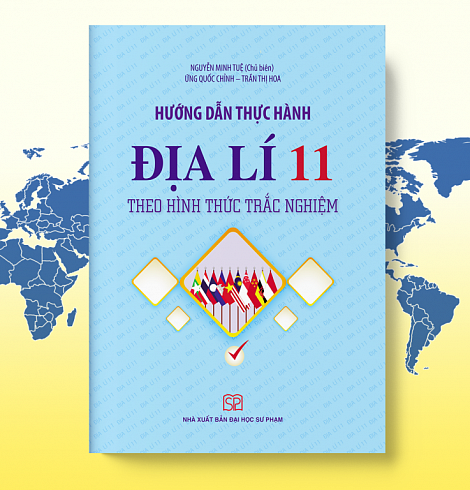 NGUYỄN MINH TUỆ (Chủ biên)
ỨNG QUỐC CHỈNH – TRẦN THỊ HOA
HƯỚNG DẪN THỰC HÀNH
ĐỊA LÍ 11
THEO HÌNH THỨC TRẮC NGHIỆM
NHÀ XUẤT BẢN ĐẠI HỌC SƯ PHẠM